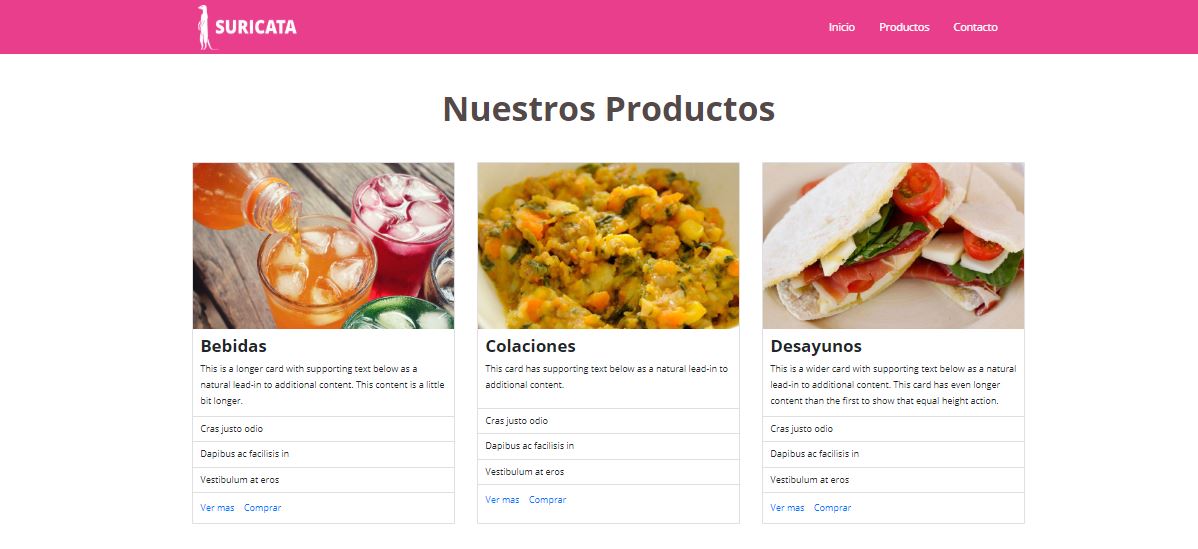 SURICATA
Inicio Productos Contacto
Nuestros Productos
Bebidas
This is a longer card with supporting text below as a
natural lead-in to additional content. This content is a little
bit longer.
Cras justo odio
Dapibus ac facilisis in
Vestibulum at eros
Ver mas Comprar
Colaciones
This card has supporting text below as a natural lead-in to
additional content.
Cras justo odio
Dapibus ac facilisis in
Vestibulum at eros
Ver mas Comprar
Desayunos
This is a wider card with supporting text below as a natural
lead-in to additional content. This card has even longer
content than the first to show that equal height action.
Cras justo odio
Dapibus ac facilisis in
Vestibulum at eros
Ver mas Comprar